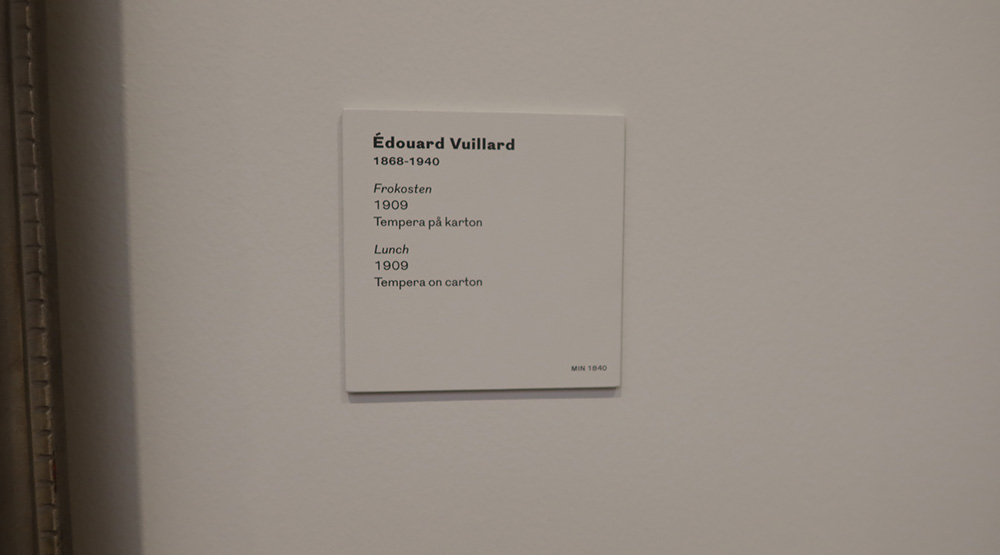 Édouard Vuillard
1868-1940
Frokosten
1909
Tempera på karton
Lunch
1909
Tempera on carton
MIN 1840